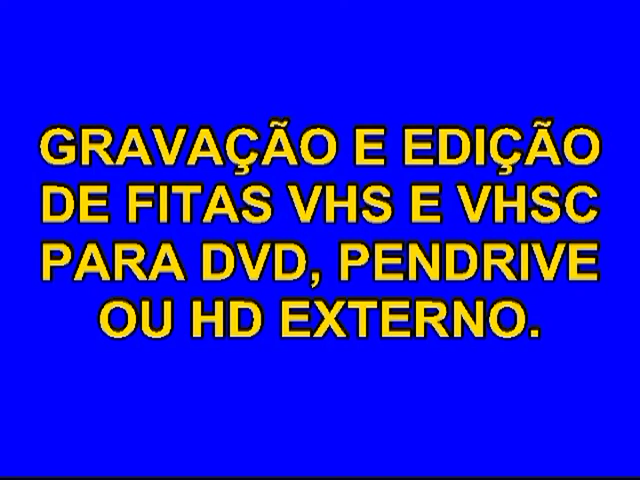 GRAVAÇÃO E EDIÇÃO
DE FITAS VHS E VHSC
PARA DVD, PENDRIVE
OU HD EXTERNO.